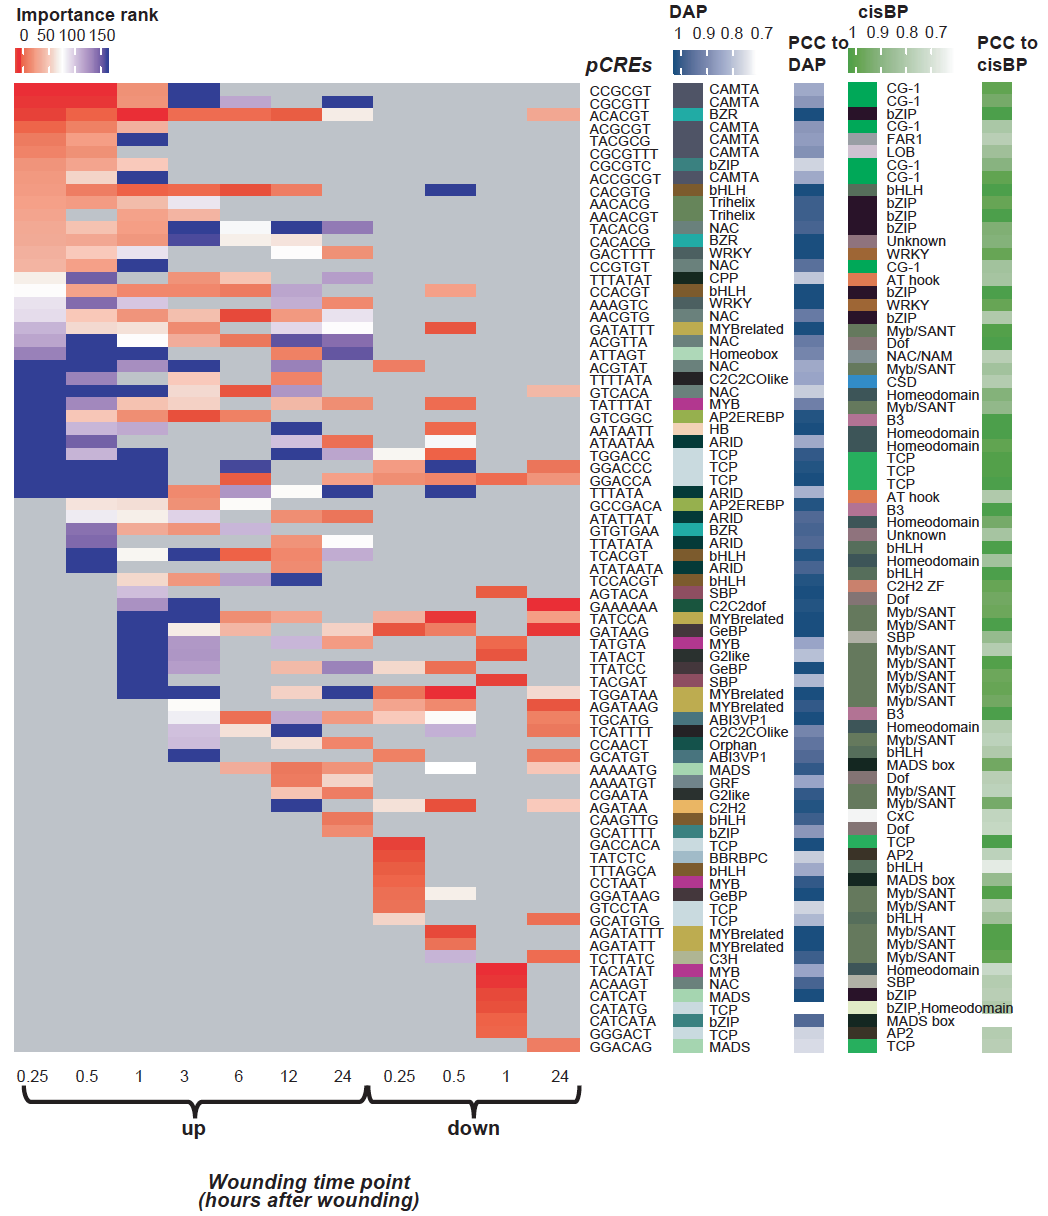 Importance rank
0 50 100 150
pCREs
DAP
1 0.9 0.8 0.7
PCC to
DAP
cisBP
1 0.9 0.8 0.7
PCC to
cisBP
CCGCGT
CGCGTT
ACACGT
ACGCGT
TACGCG
CGCGTTT
CGCGTC
ACCGCGT
CACGTG
AACACG
AACACGT
TACACG
CACACG
GACTTTT
CCGTGT
TTTATAT
CCACGT
AAAGTC
AACGTG
GATATTT
ACGTTA
ATTAGT
ACGTAT
TTTTATA
GTCACA
TATTTAT
GTCGGC
AATAATT
ATAATAA
TGGACC
GGACCC
GGACCA
TTTATA
GCCGACA
ATATTAT
GTGTGAA
TTATATA
TCACGT
ATATAATA
TCCACGT
AGTACA
GAAAAAA
TATCCA
GATAAG
TATGTA
TATACT
TTATCC
TACGAT
TGGATAA
AGATAAG
TGCATG
TCATTTT
CCAACT
GCATGT
AAAAATG
AAAATGT
CGAATA
AGATAA
CAAGTTG
GCATTTT
GACCACA
TATCTC
TTTAGCA
CCTAAT
GGATAAG
GTCCTA
GCATGTG
AGATATTT
AGATATT
TCTTATC
TACATAT
ACAAGT
CATCAT
CATATG
CATCATA
GGGACT
GGACAG
CAMTA
CAMTA
BZR
CAMTA
CAMTA
CAMTA
bZIP
CAMTA
bHLH
Trihelix
Trihelix
NAC
BZR
WRKY
NAC
CPP
bHLH
WRKY
NAC
MYBrelated
NAC
Homeobox
NAC
C2C2COlike
NAC
MYB
AP2EREBP
HB
ARID
TCP
TCP
TCP
ARID
AP2EREBP
ARID
BZR
ARID
bHLH
ARID
bHLH
SBP
C2C2dof
MYBrelated
GeBP
MYB
G2like
GeBP
SBP
MYBrelated
MYBrelated
ABI3VP1
C2C2COlike
Orphan
ABI3VP1
MADS
GRF
G2like
C2H2
bHLH
bZIP
TCP
BBRBPC
bHLH
MYB
GeBP
TCP
TCP
MYBrelated
MYBrelated
C3H
MYB
NAC
MADS
TCP
bZIP
TCP
MADS
CG-1
CG-1
bZIP
CG-1
FAR1
LOB
CG-1
CG-1
bHLH
bZIP
bZIP
bZIP
Unknown
WRKY
CG-1
AT hook
bZIP
WRKY
bZIP
Myb/SANT
Dof
NAC/NAM
Myb/SANT
CSD
Homeodomain
Myb/SANT
B3
Homeodomain
Homeodomain
TCP
TCP
TCP
AT hook
B3
Homeodomain
Unknown
bHLH
Homeodomain
bHLH
C2H2 ZF
Dof
Myb/SANT
Myb/SANT
SBP
Myb/SANT
Myb/SANT
Myb/SANT
Myb/SANT
Myb/SANT
B3
Homeodomain
Myb/SANT
bHLH
MADS box
Dof
Myb/SANT
Myb/SANT
CxC
Dof
TCP
AP2
bHLH
MADS box
Myb/SANT
Myb/SANT
bHLH
Myb/SANT
Myb/SANT
Myb/SANT
Homeodomain
SBP
bZIP
bZIP,Homeodomain
MADS box
AP2
TCP
0.25 0.5 1 3 6 12 24 0.25 0.5 1 24
up down
Wounding time point
(hours after wounding)